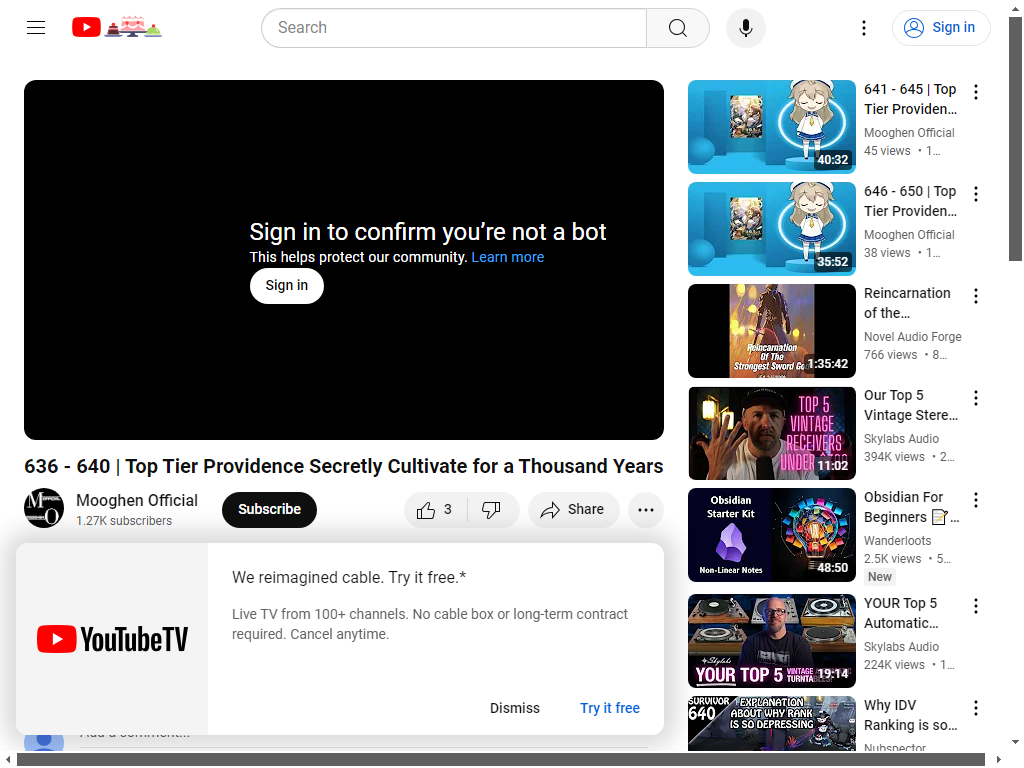 Search
Sign in
Sign in to confirm you’re not a bot
This helps protect our community. Learn more
Sign in
636 - 640 | Top Tier Providence Secretly Cultivate for a Thousand Years
Mooghen Official
1.27K subscribers
Subscribe
3
Share
We reimagined cable. Try it free.*
Live TV from 100+ channels. No cable box or long-term contract
required. Cancel anytime.
YouTubeTV
Dismiss
Try it free
Add a comment...
641 - 645 | Top
Tier Providen…
Mooghen Official
45 views • 1…
40:32
646 - 650 | Top
Tier Providen…
Mooghen Official
38 views • 1…
35:52
Reincarnation
Of The
Strongest Sword God
1:35:42
Reincarnation
of the…
Novel Audio Forge
766 views • 8…
TOP 5
VINTAGE
RECEIVERS
UNDER
11:02
Our Top 5
Vintage Stere…
Skylabs Audio
394K views • 2…
Obsidian
Starter Kit
Non-Linear Notes
48:50
Obsidian For
Beginners 📝…
Wanderloots
2.5K views • 5…
New
Skylabs
YOUR TOP 5
VINTAGE
19:14
YOUR Top 5
Automatic…
Skylabs Audio
224K views • 1…
SURVIVOR
640
EXPLANATION
ABOUT WHY RANK
IS SO DEPRESSING
Why IDV
Ranking is so…
Nubspector